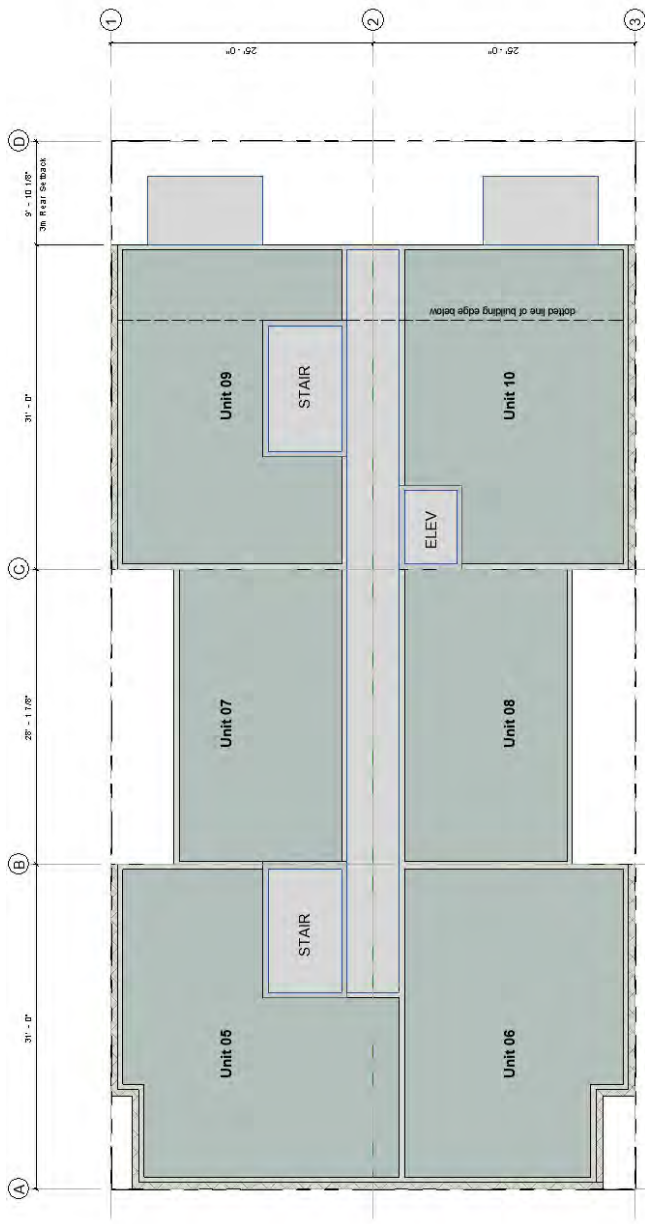 1
2
3
25' - 0"
25' - 0"
D
9' - 10 1/8"
3m Rear Setback
31' - 0"
C
28' - 1 7/8"
B
31' - 0"
A
Unit 09
STAIR
dotted line of building edge below
Unit 10
ELEV
Unit 07
Unit 08
STAIR
Unit 05
Unit 06